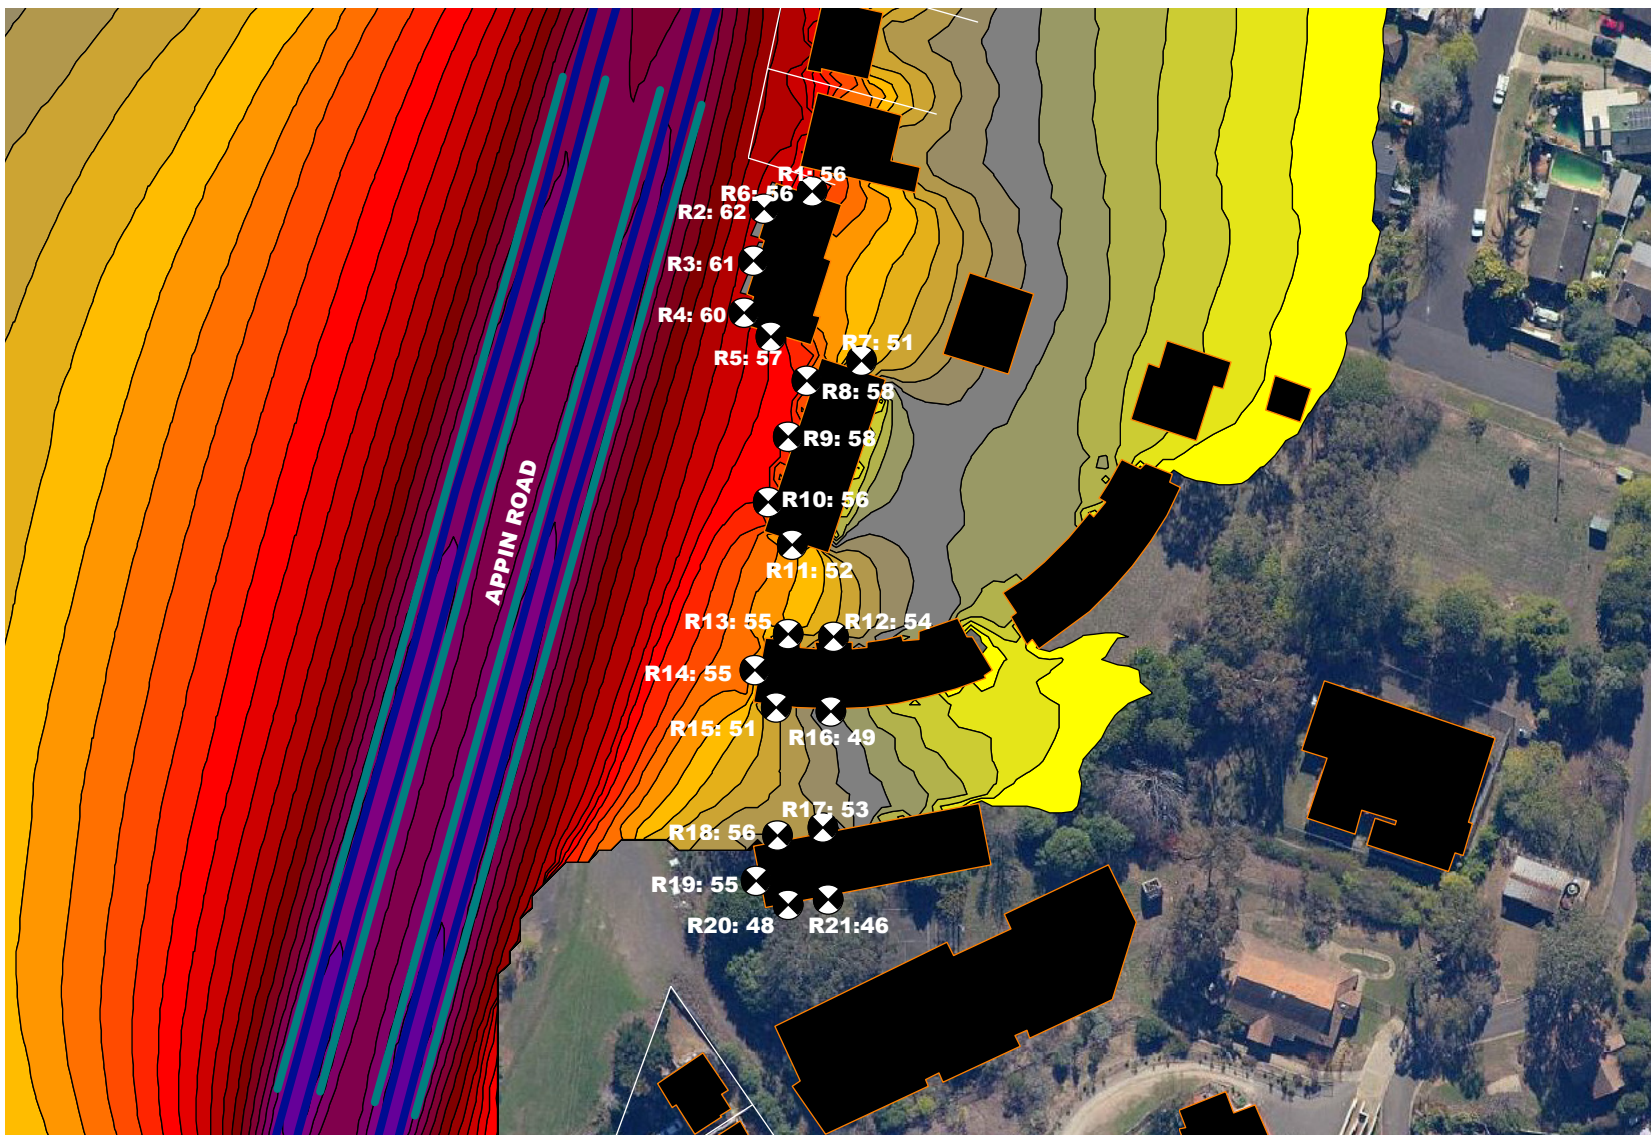 R1: 56
R6: 56
R2: 62
R3: 61
R4: 60
R5: 57
R7: 51
R8: 58
R9: 58
APPIN ROAD
R10: 56
R11: 52
R13: 55
R12: 54
R14: 55
R15: 51
R16: 49
R17: 53
R18: 56
R19: 55
R20: 48
R21:46